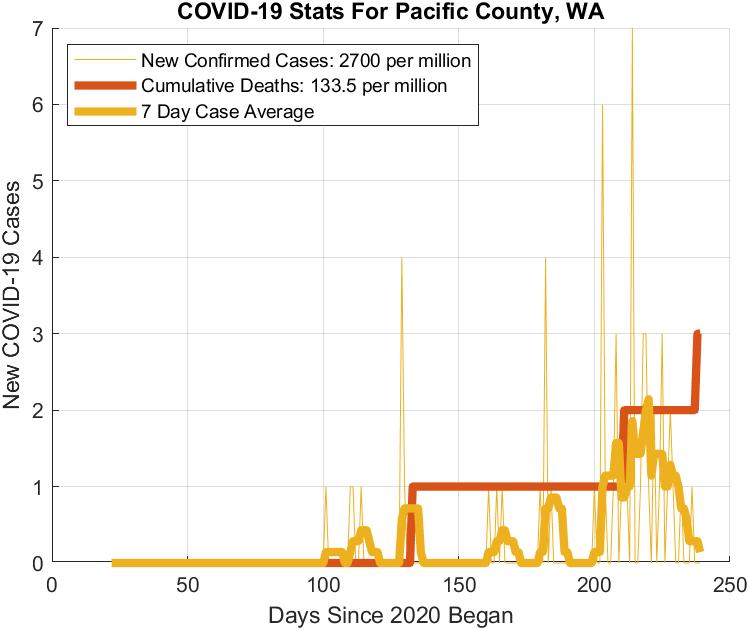 COVID-19 Stats For Pacific County, WA
New Confirmed Cases: 2700 per million
Cumulative Deaths: 133.5 per million
7 Day Case Average
New COVID-19 Cases
7
6
5
4
3
2
1
0
0 50 100 150 200 250
Days Since 2020 Began